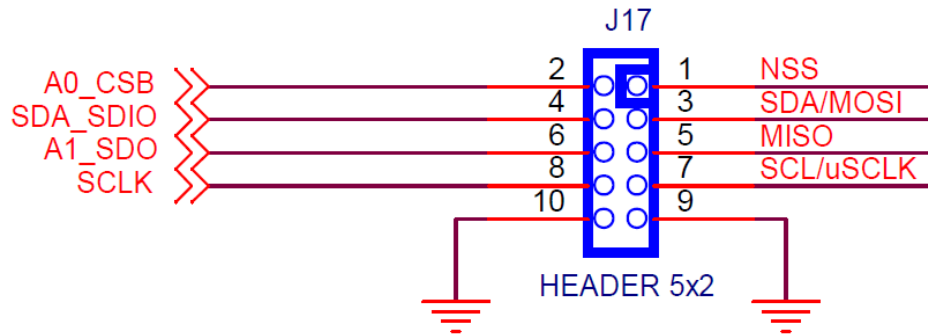 J17
A0_CSB 2 1 NSS
SDA_SDIO 4 3 SDA/MOSI
A1_SDO 6 5 MISO
SCLK 8 7 SCL/uSCLK
10 9
HEADER 5x2